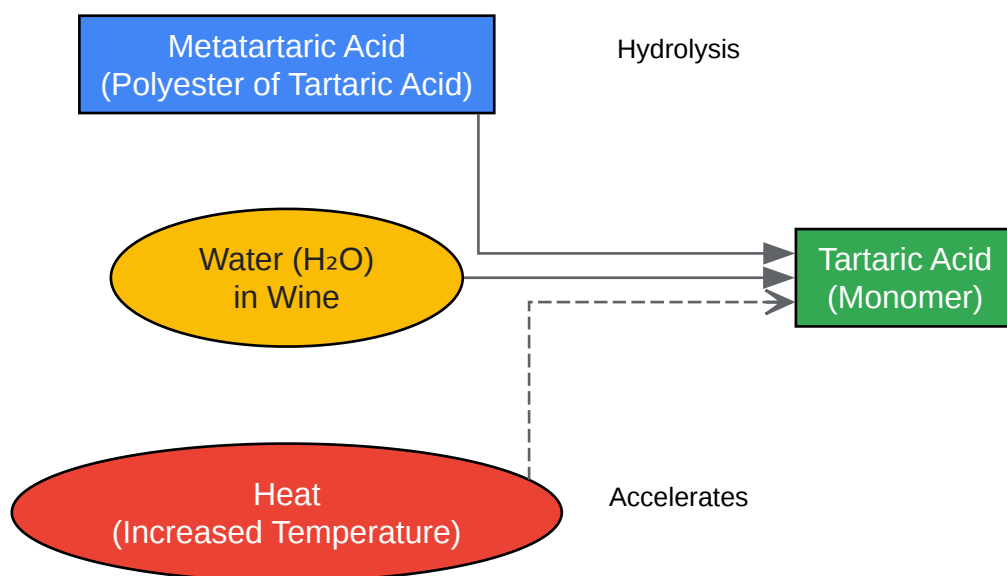 Metatartaric Acid
(Polyester of Tartaric Acid)
Hydrolysis
Water (H₂O)
in Wine
Tartaric Acid
(Monomer)
Heat
(Increased Temperature)
Accelerates